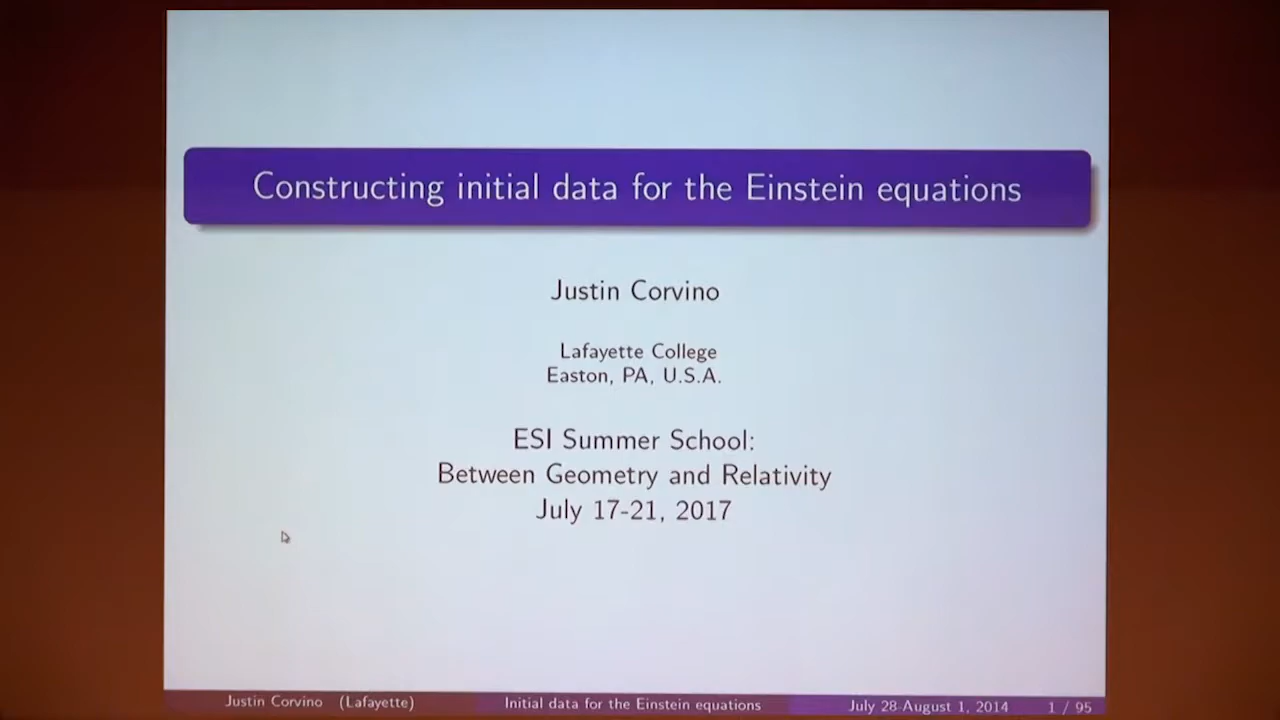 Constructing initial data for the Einstein equations
Justin Corvino
Lafayette College
Easton, PA, U.S.A.
ESI Summer School:
Between Geometry and Relativity
July 17-21, 2017
Justin Corvino (Lafayette) Initial data for the Einstein equations July 28-August 1, 2014 1 / 95